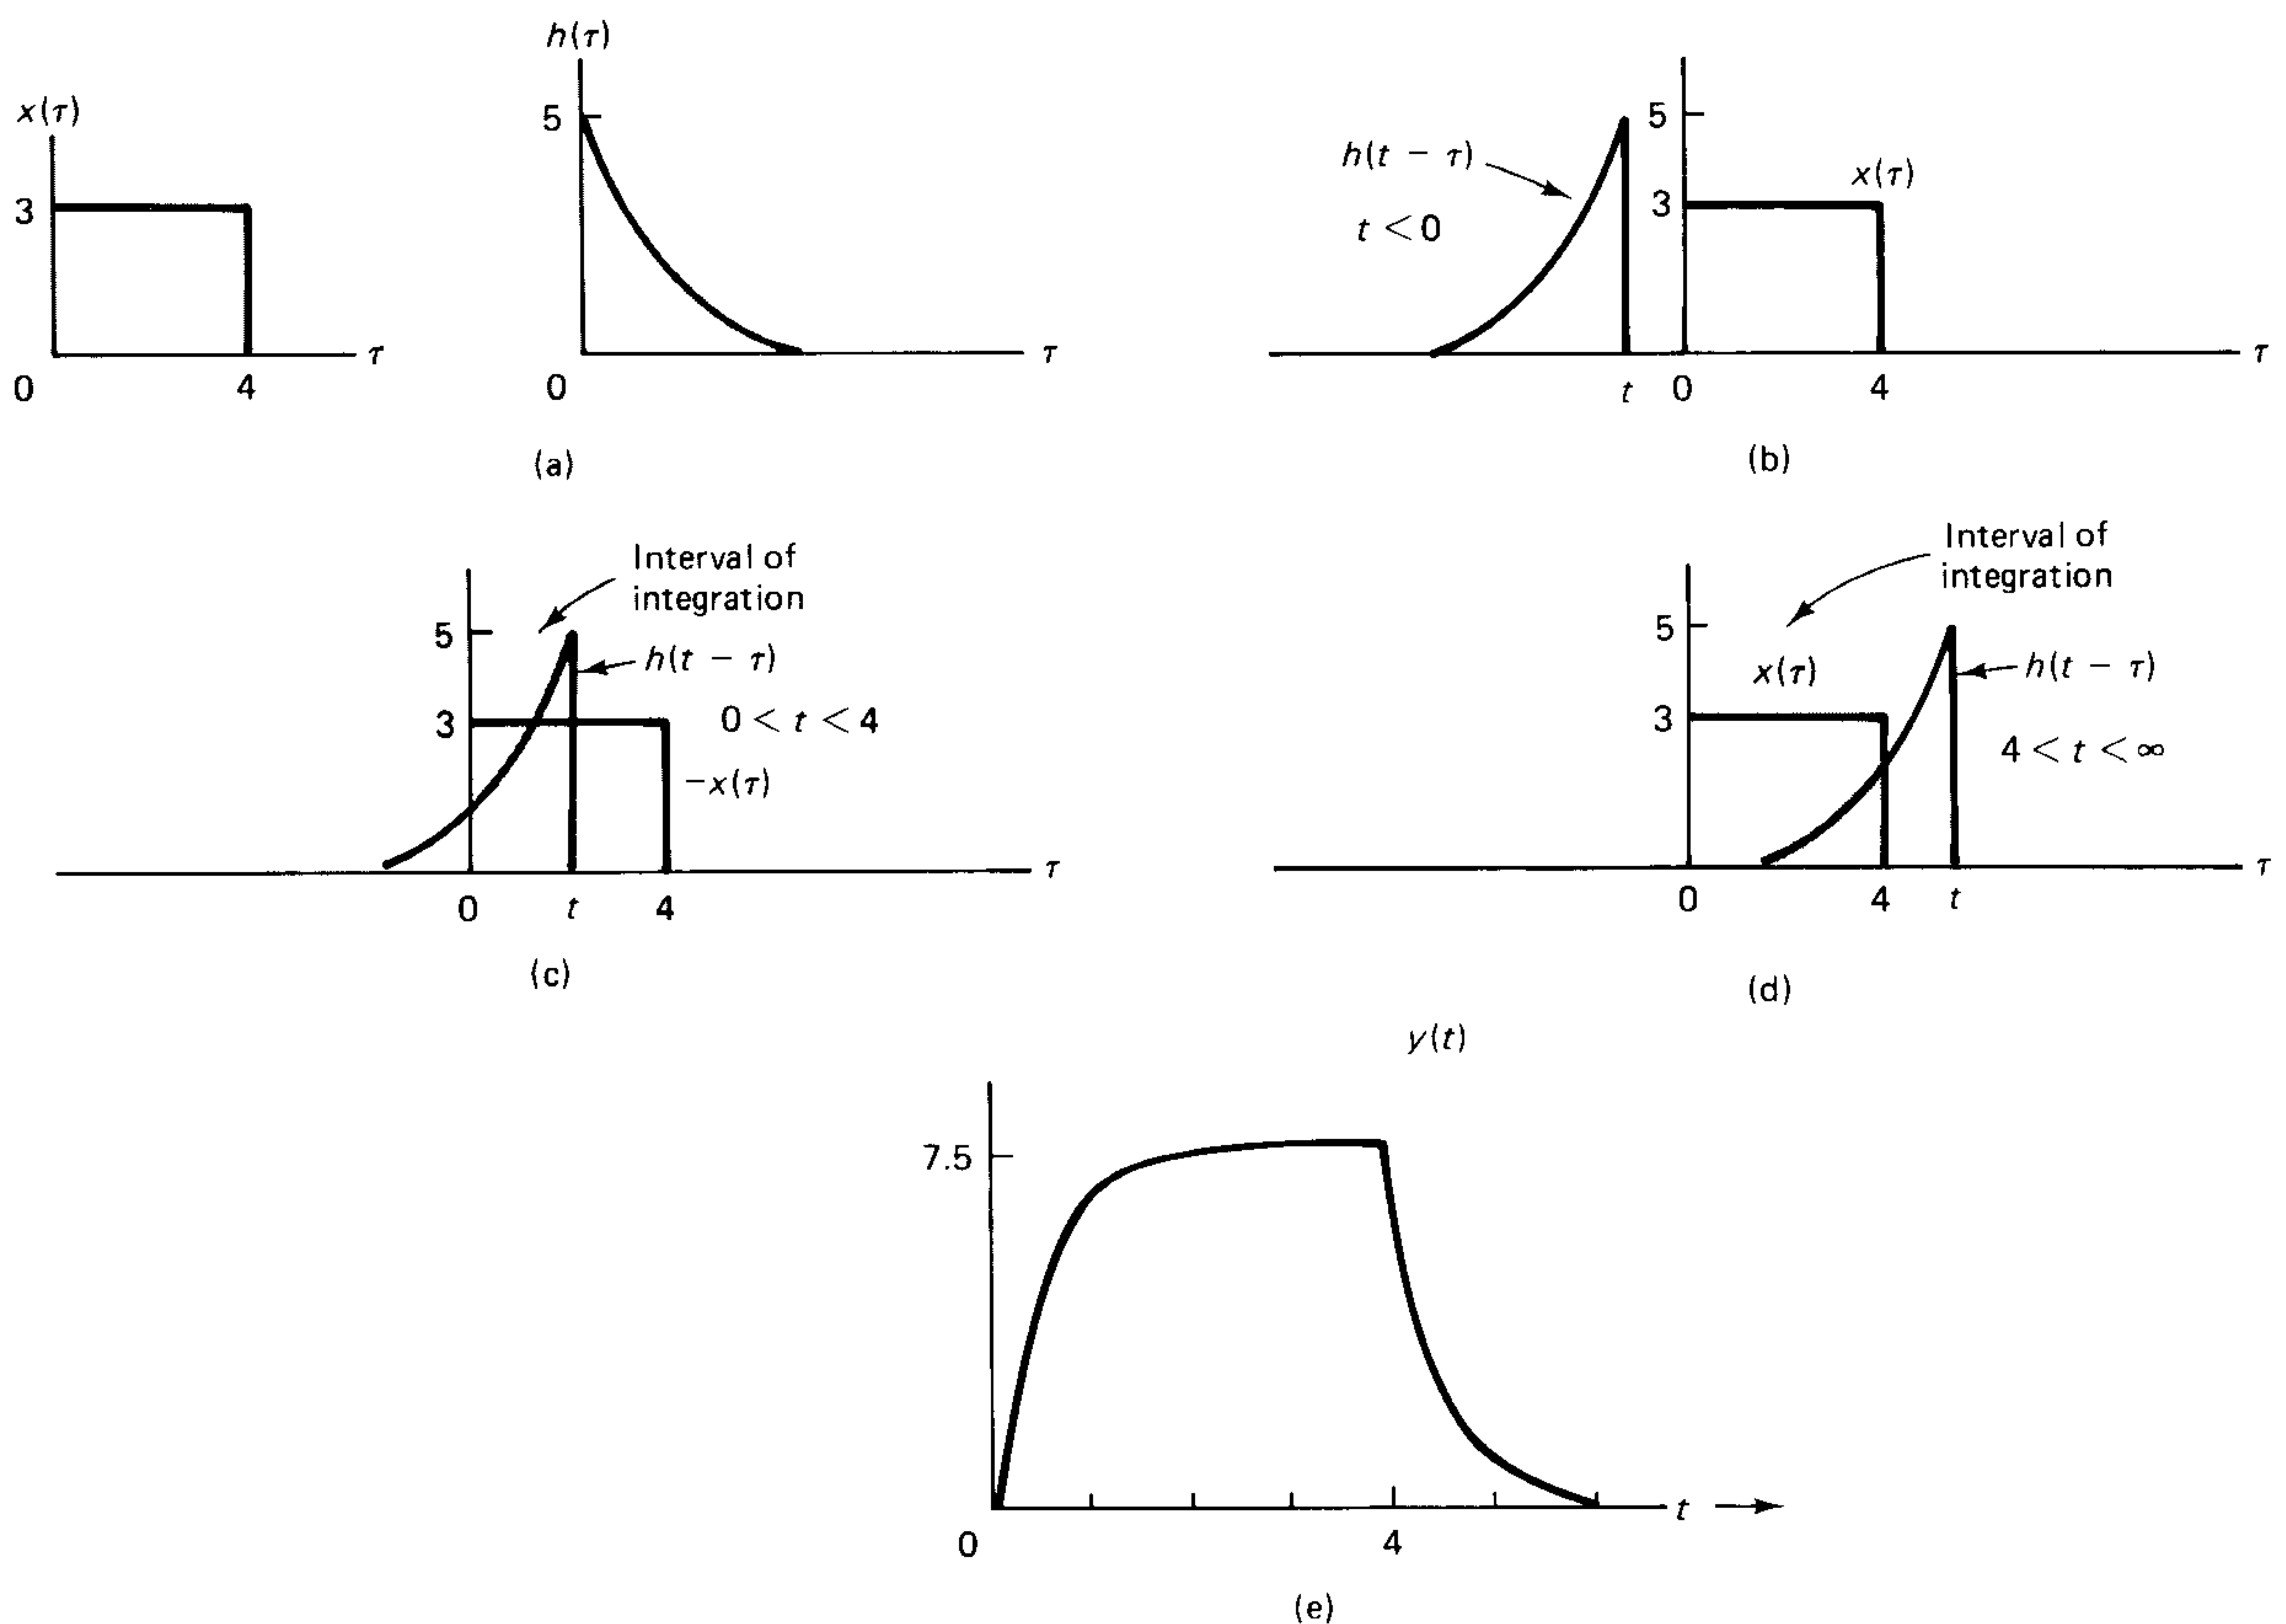 x(τ)
3
0
4
τ
h(τ)
5
0
τ
(a)
h(t − τ)
t < 0
5
x(τ)
3
t
0
4
τ
(b)
Interval of
integration
5
h(t − τ)
3
0 < t < 4
−x(τ)
τ
0
t
4
(c)
Interval of
integration
5
x(τ)
h(t − τ)
3
4 < t < ∞
τ
0
4
t
(d)
y(t)
7.5
t
0
4
(e)